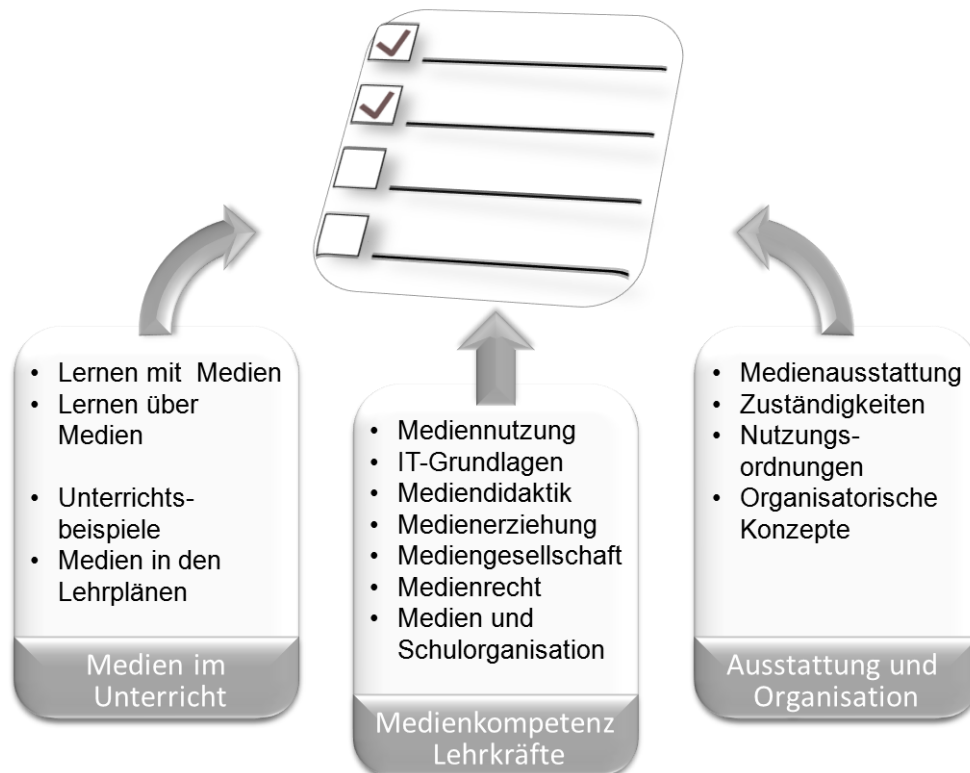 • Lernen mit Medien
• Lernen über
Medien
• Unterrichts-
beispiele
• Medien in den
Lehrplänen
Medien im
Unterricht
• Mediennutzung
• IT-Grundlagen
• Mediendidaktik
• Medienerziehung
• Mediengesellschaft
• Medienrecht
• Medien und
Schulorganisation
Medienkompetenz
Lehrkräfte
• Medienausstattung
• Zuständigkeiten
• Nutzungs-
ordnungen
• Organisatorische
Konzepte
Ausstattung und
Organisation